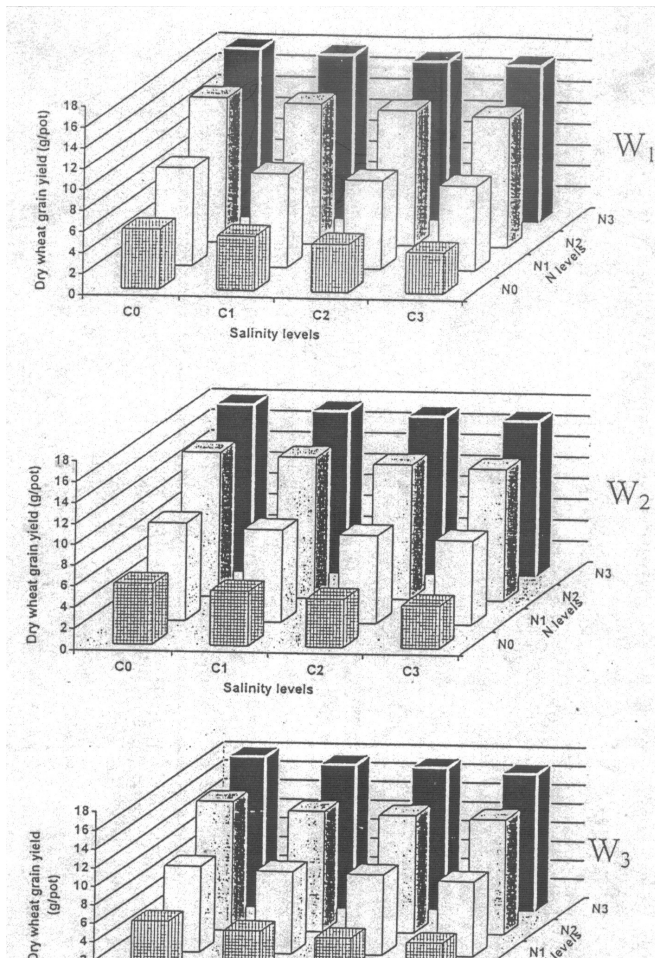 W1
Dry wheat grain yield (g/pot)
18
16
14
12
10
8
6
4
2
0
C0 C1 C2 C3
Salinity levels
N0
N1
N2
N3
N levels
W2
Dry wheat grain yield (g/pot)
18
16
14
12
10
8
6
4
2
0
C0 C1 C2 C3
Salinity levels
N0
N1
N2
N3
N levels
W3
Dry wheat grain yield
(g/pot)
18
16
14
12
10
8
6
4
N1
N2
N3
N levels